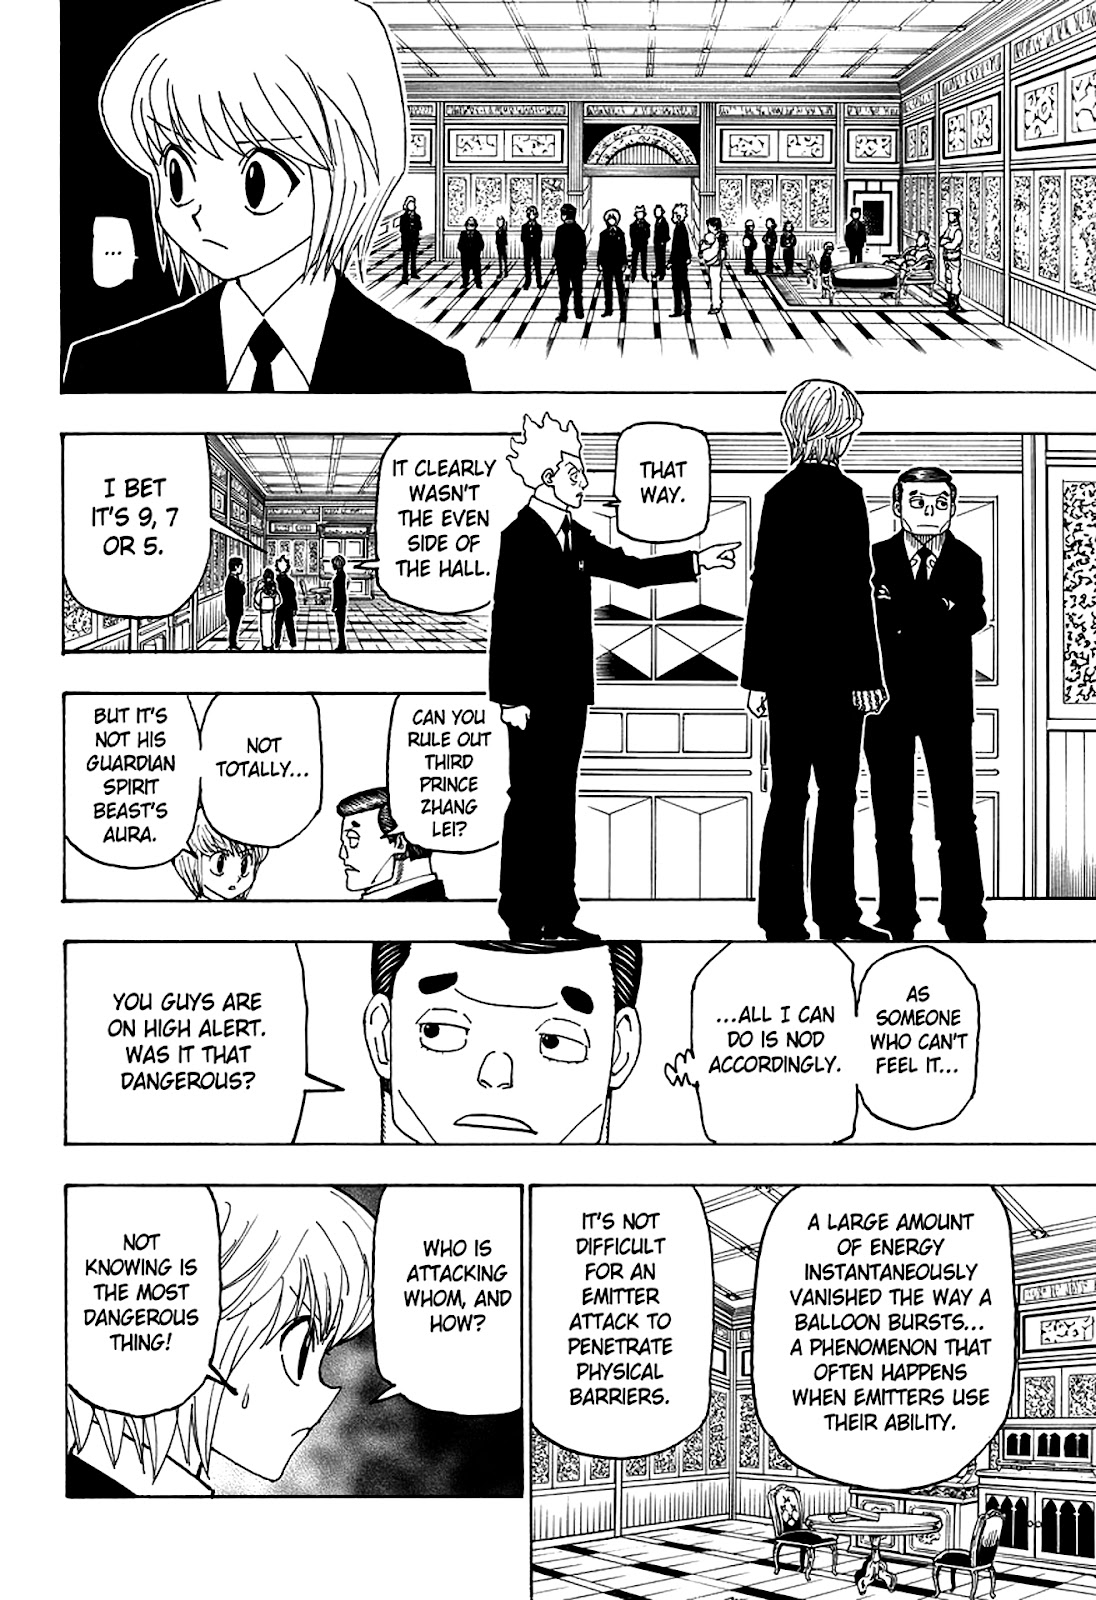 ...
THAT
WAY.
IT CLEARLY
WASN'T
THE EVEN
SIDE OF
THE HALL.
I BET
IT'S 9, 7
OR 5.
CAN YOU
RULE OUT
THIRD
PRINCE
ZHANG
LEI?
NOT
TOTALLY...
BUT IT'S
NOT HIS
GUARDIAN
SPIRIT
BEAST'S
AURA.
AS
SOMEONE
WHO CAN'T
FEEL IT...
...ALL I CAN
DO IS NOD
ACCORDINGLY.
YOU GUYS ARE
ON HIGH ALERT.
WAS IT THAT
DANGEROUS?
A LARGE AMOUNT
OF ENERGY
INSTANTANEOUSLY
VANISHED THE WAY A
BALLOON BURSTS...
A PHENOMENON THAT
OFTEN HAPPENS
WHEN EMITTERS USE
THEIR ABILITY.
IT'S NOT
DIFFICULT
FOR AN
EMITTER
ATTACK TO
PENETRATE
PHYSICAL
BARRIERS.
WHO IS
ATTACKING
WHOM, AND
HOW?
NOT
KNOWING IS
THE MOST
DANGEROUS
THING!